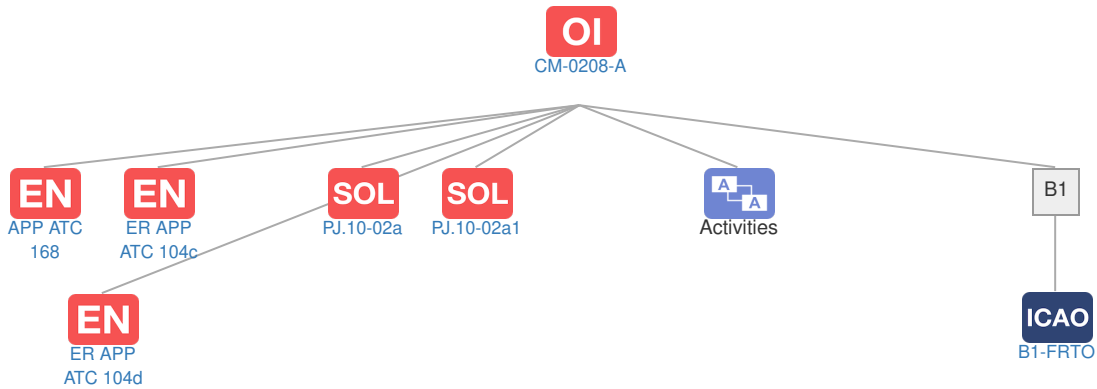 OI
CM-0208-A
EN
APP ATC
168
EN
ER APP
ATC 104c
SOL
PJ.10-02a
SOL
PJ.10-02a1
A
A
Activities
B1
EN
ER APP
ATC 104d
ICAO
B1-FRTO